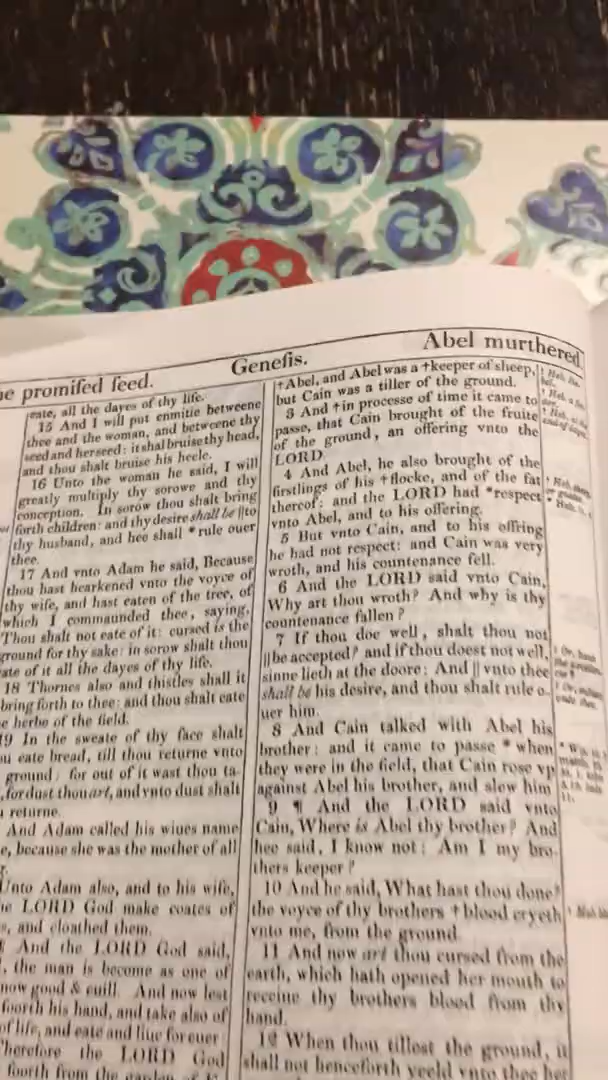 he promifed feed.
Genefis.
Abel murthered
eate, all the dayes of thy life.
15 And I will put enmitie betweene
thee and the woman, and betweene thy
seed and her seed: it shal bruise thy head,
and thou shalt bruise his heele.
16 Unto the woman he said, I will
greatly multiply thy sorowe and thy
conception. In sorow thou shalt bring
forth children: and thy desire shall be ||to
thy husband, and hee shall *rule ouer
thee.
17 And vnto Adam he said, Because
thou hast hearkened vnto the voyce of
thy wife, and hast eaten of the tree, of
which I commaunded thee, saying,
Thou shalt not eate of it: cursed is the
ground for thy sake: in sorow shalt thou
eate of it all the dayes of thy life.
18 Thornes also and thistles shall it
bring forth to thee: and thou shalt eate
e herbe of the field.
19 In the sweate of thy face shalt
ou eate bread, till thou returne vnto
ground: for out of it wast thou ta-
, for dust thou art, and vnto dust shalt
u returne.
And Adam called his wiues name
e, because she was the mother of all
Unto Adam also, and to his wife,
he LORD God make coates of
s, and cloathed them.
¶ And the LORD God said,
, the man is become as one of
now good & euill. And now lest
foorth his hand, and take also of
of life, and eate and liue for euer:
Therefore the LORD God
foorth from the garden of
†Abel, and Abel was a †keeper of sheep,
but Cain was a tiller of the ground.
3 And †in processe of time it came to
passe, that Cain brought of the fruite
of the ground, an offering vnto the
LORD.
4 And Abel, he also brought of the
firstlings of his †flocke, and of the fat
thereof: and the LORD had *respect
vnto Abel, and to his offering.
5 But vnto Cain, and to his offring
he had not respect: and Cain was very
wroth, and his countenance fell.
6 And the LORD said vnto Cain,
Why art thou wroth? And why is thy
countenance fallen?
7 If thou doe well, shalt thou not
||be accepted? and if thou doest not well,
sinne lieth at the doore: And || vnto thee
shall be his desire, and thou shalt rule o-
uer him.
8 And Cain talked with Abel his
brother: and it came to passe * when
they were in the field, that Cain rose vp
against Abel his brother, and slew him
9 ¶ And the LORD said vnto
Cain, Where is Abel thy brother? And
hee said, I know not: Am I my bro-
thers keeper?
10 And he said, What hast thou done?
the voyce of thy brothers †blood cryeth
vnto me, from the ground.
11 And now art thou cursed from the
earth, which hath opened her mouth to
receiue thy brothers blood from thy
hand.
12 When thou tillest the ground, it
shall not henceforth yeeld vnto thee her